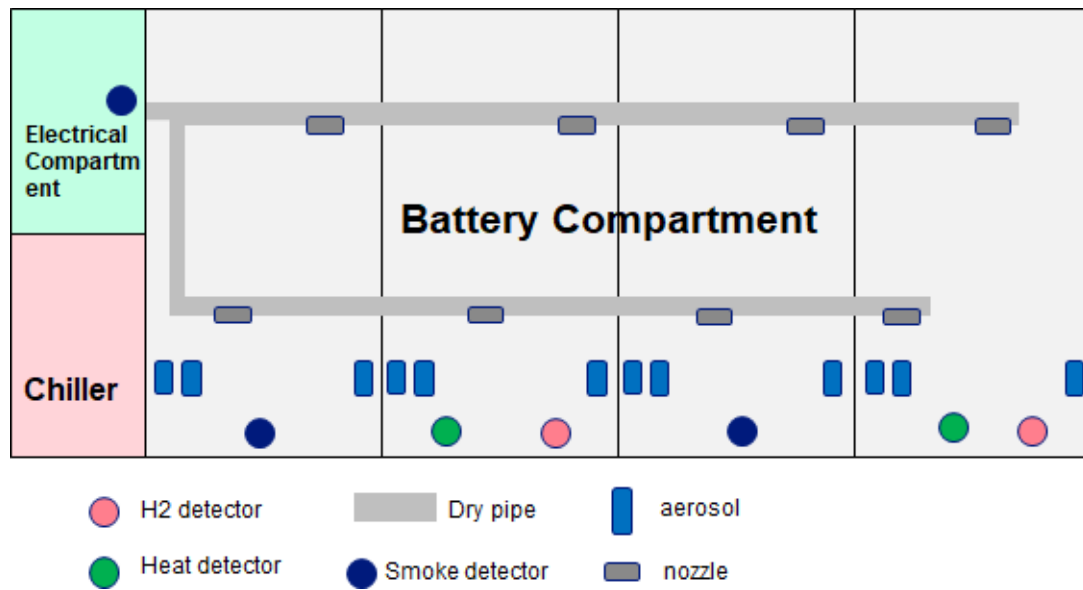 Electrical
Compartm
ent
Battery Compartment
Chiller
H2 detector
Dry pipe
aerosol
Heat detector
Smoke detector
nozzle